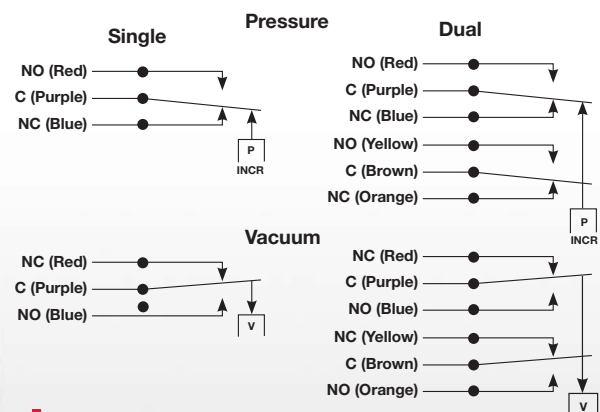 Pressure
Single
NO (Red)
C (Purple)
NC (Blue)
P
INCR
Dual
NO (Red)
C (Purple)
NC (Blue)
NO (Yellow)
C (Brown)
NC (Orange)
P
INCR
Vacuum
NC (Red)
C (Purple)
NO (Blue)
V
NC (Red)
C (Purple)
NO (Blue)
NC (Yellow)
C (Brown)
NO (Orange)
V